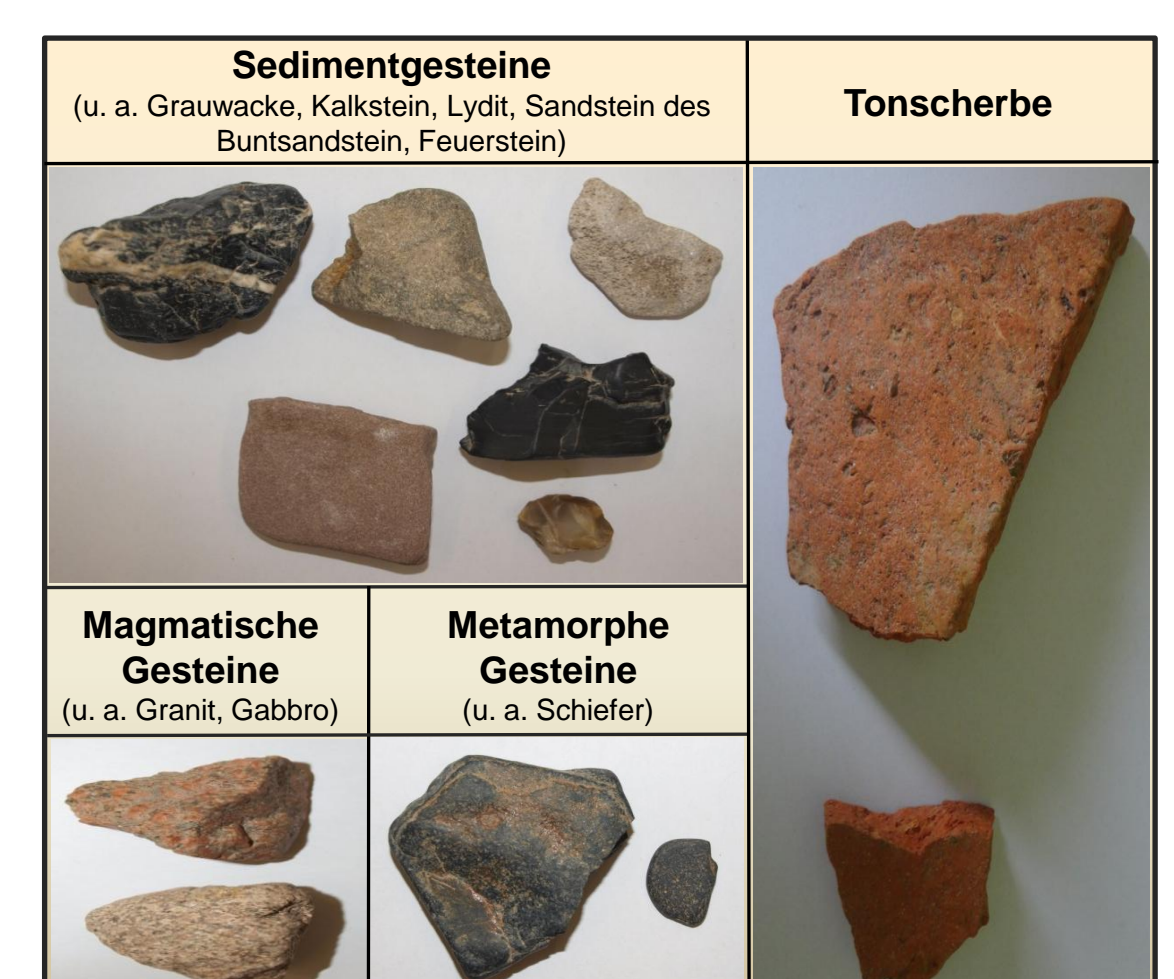 Sedimentgesteine
(u. a. Grauwacke, Kalkstein, Lydit, Sandstein des
Buntsandstein, Feuerstein)
Tonscherbe
Magmatische
Gesteine
(u. a. Granit, Gabbro)
Metamorphe
Gesteine
(u. a. Schiefer)